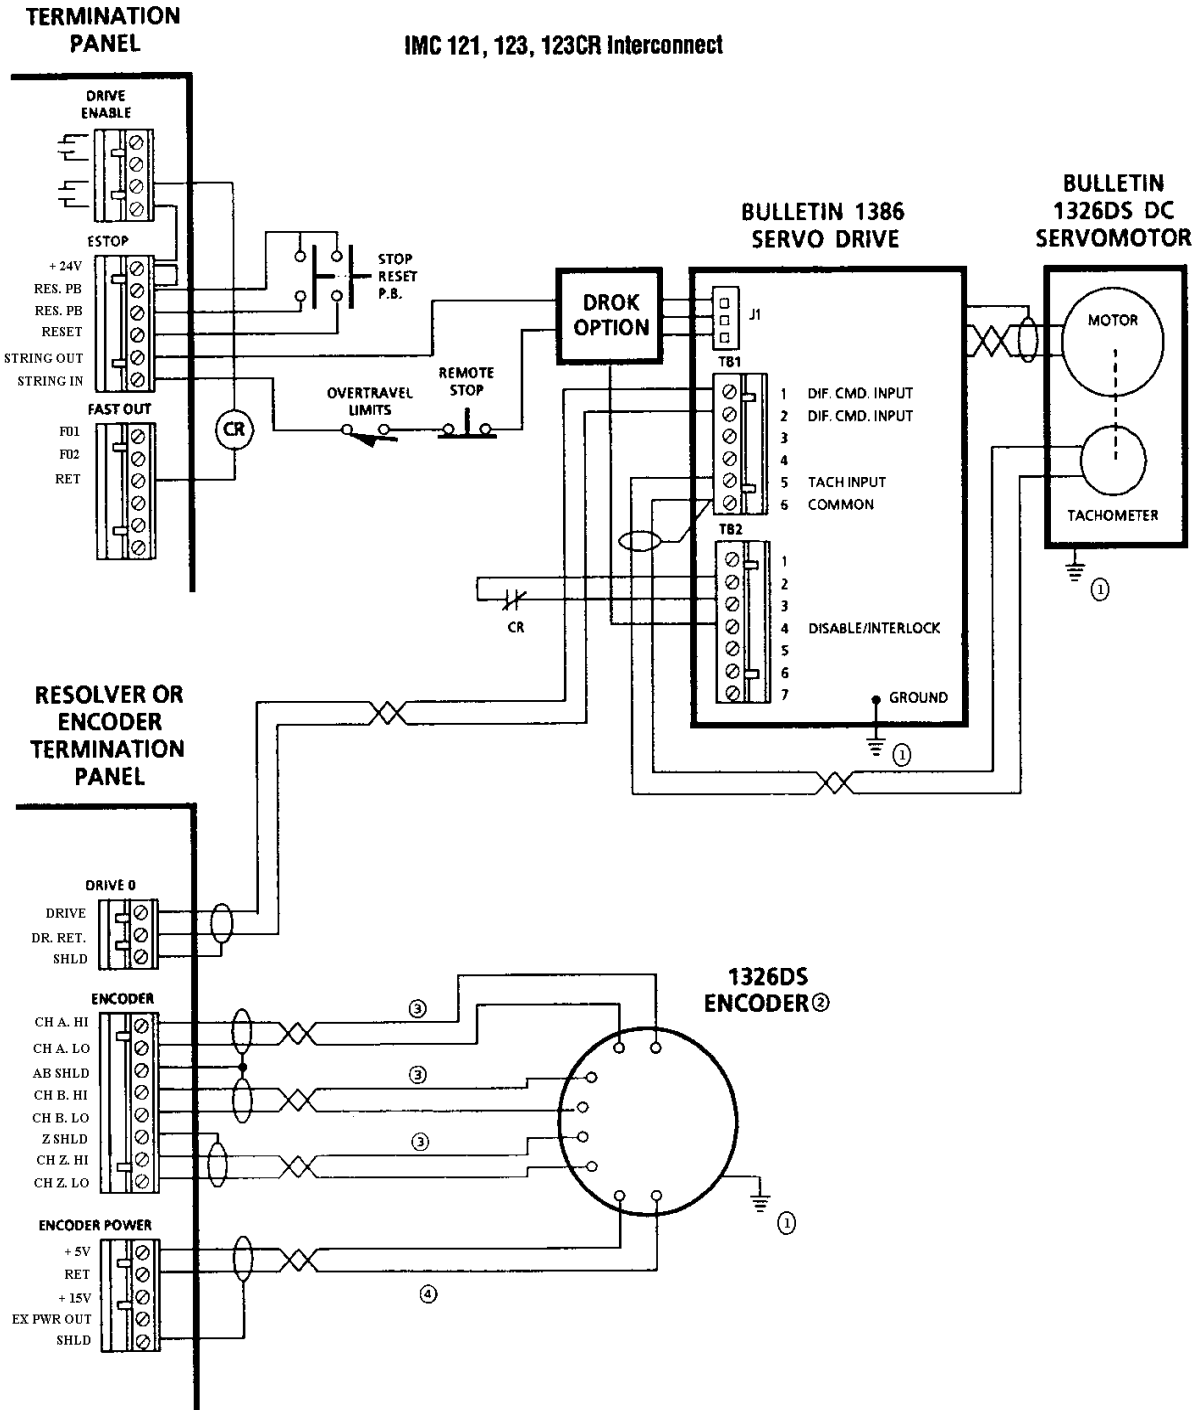 TERMINATION
PANEL
IMC 121, 123, 123CR Interconnect
DRIVE
ENABLE
ESTOP
+ 24V
RES. PB
RES. PB
RESET
STRING OUT
STRING IN
FAST OUT
F01
F02
RET
CR
STOP
RESET
P.B.
OVERTRAVEL
LIMITS
REMOTE
STOP
DROK
OPTION
BULLETIN 1386
SERVO DRIVE
J1
TB1
1 DIF. CMD. INPUT
2 DIF. CMD. INPUT
3
4
5 TACH INPUT
6 COMMON
TB2
1
2
3
4 DISABLE/INTERLOCK
5
6
7
CR
GROUND
①
BULLETIN
1326DS DC
SERVOMOTOR
MOTOR
TACHOMETER
①
RESOLVER OR
ENCODER
TERMINATION
PANEL
DRIVE 0
DRIVE
DR. RET.
SHLD
ENCODER
CH A. HI
CH A. LO
AB SHLD
CH B. HI
CH B. LO
Z SHLD
CH Z. HI
CH Z. LO
③
③
③
1326DS
ENCODER②
①
ENCODER POWER
+ 5V
RET
+ 15V
EX PWR OUT
SHLD
④